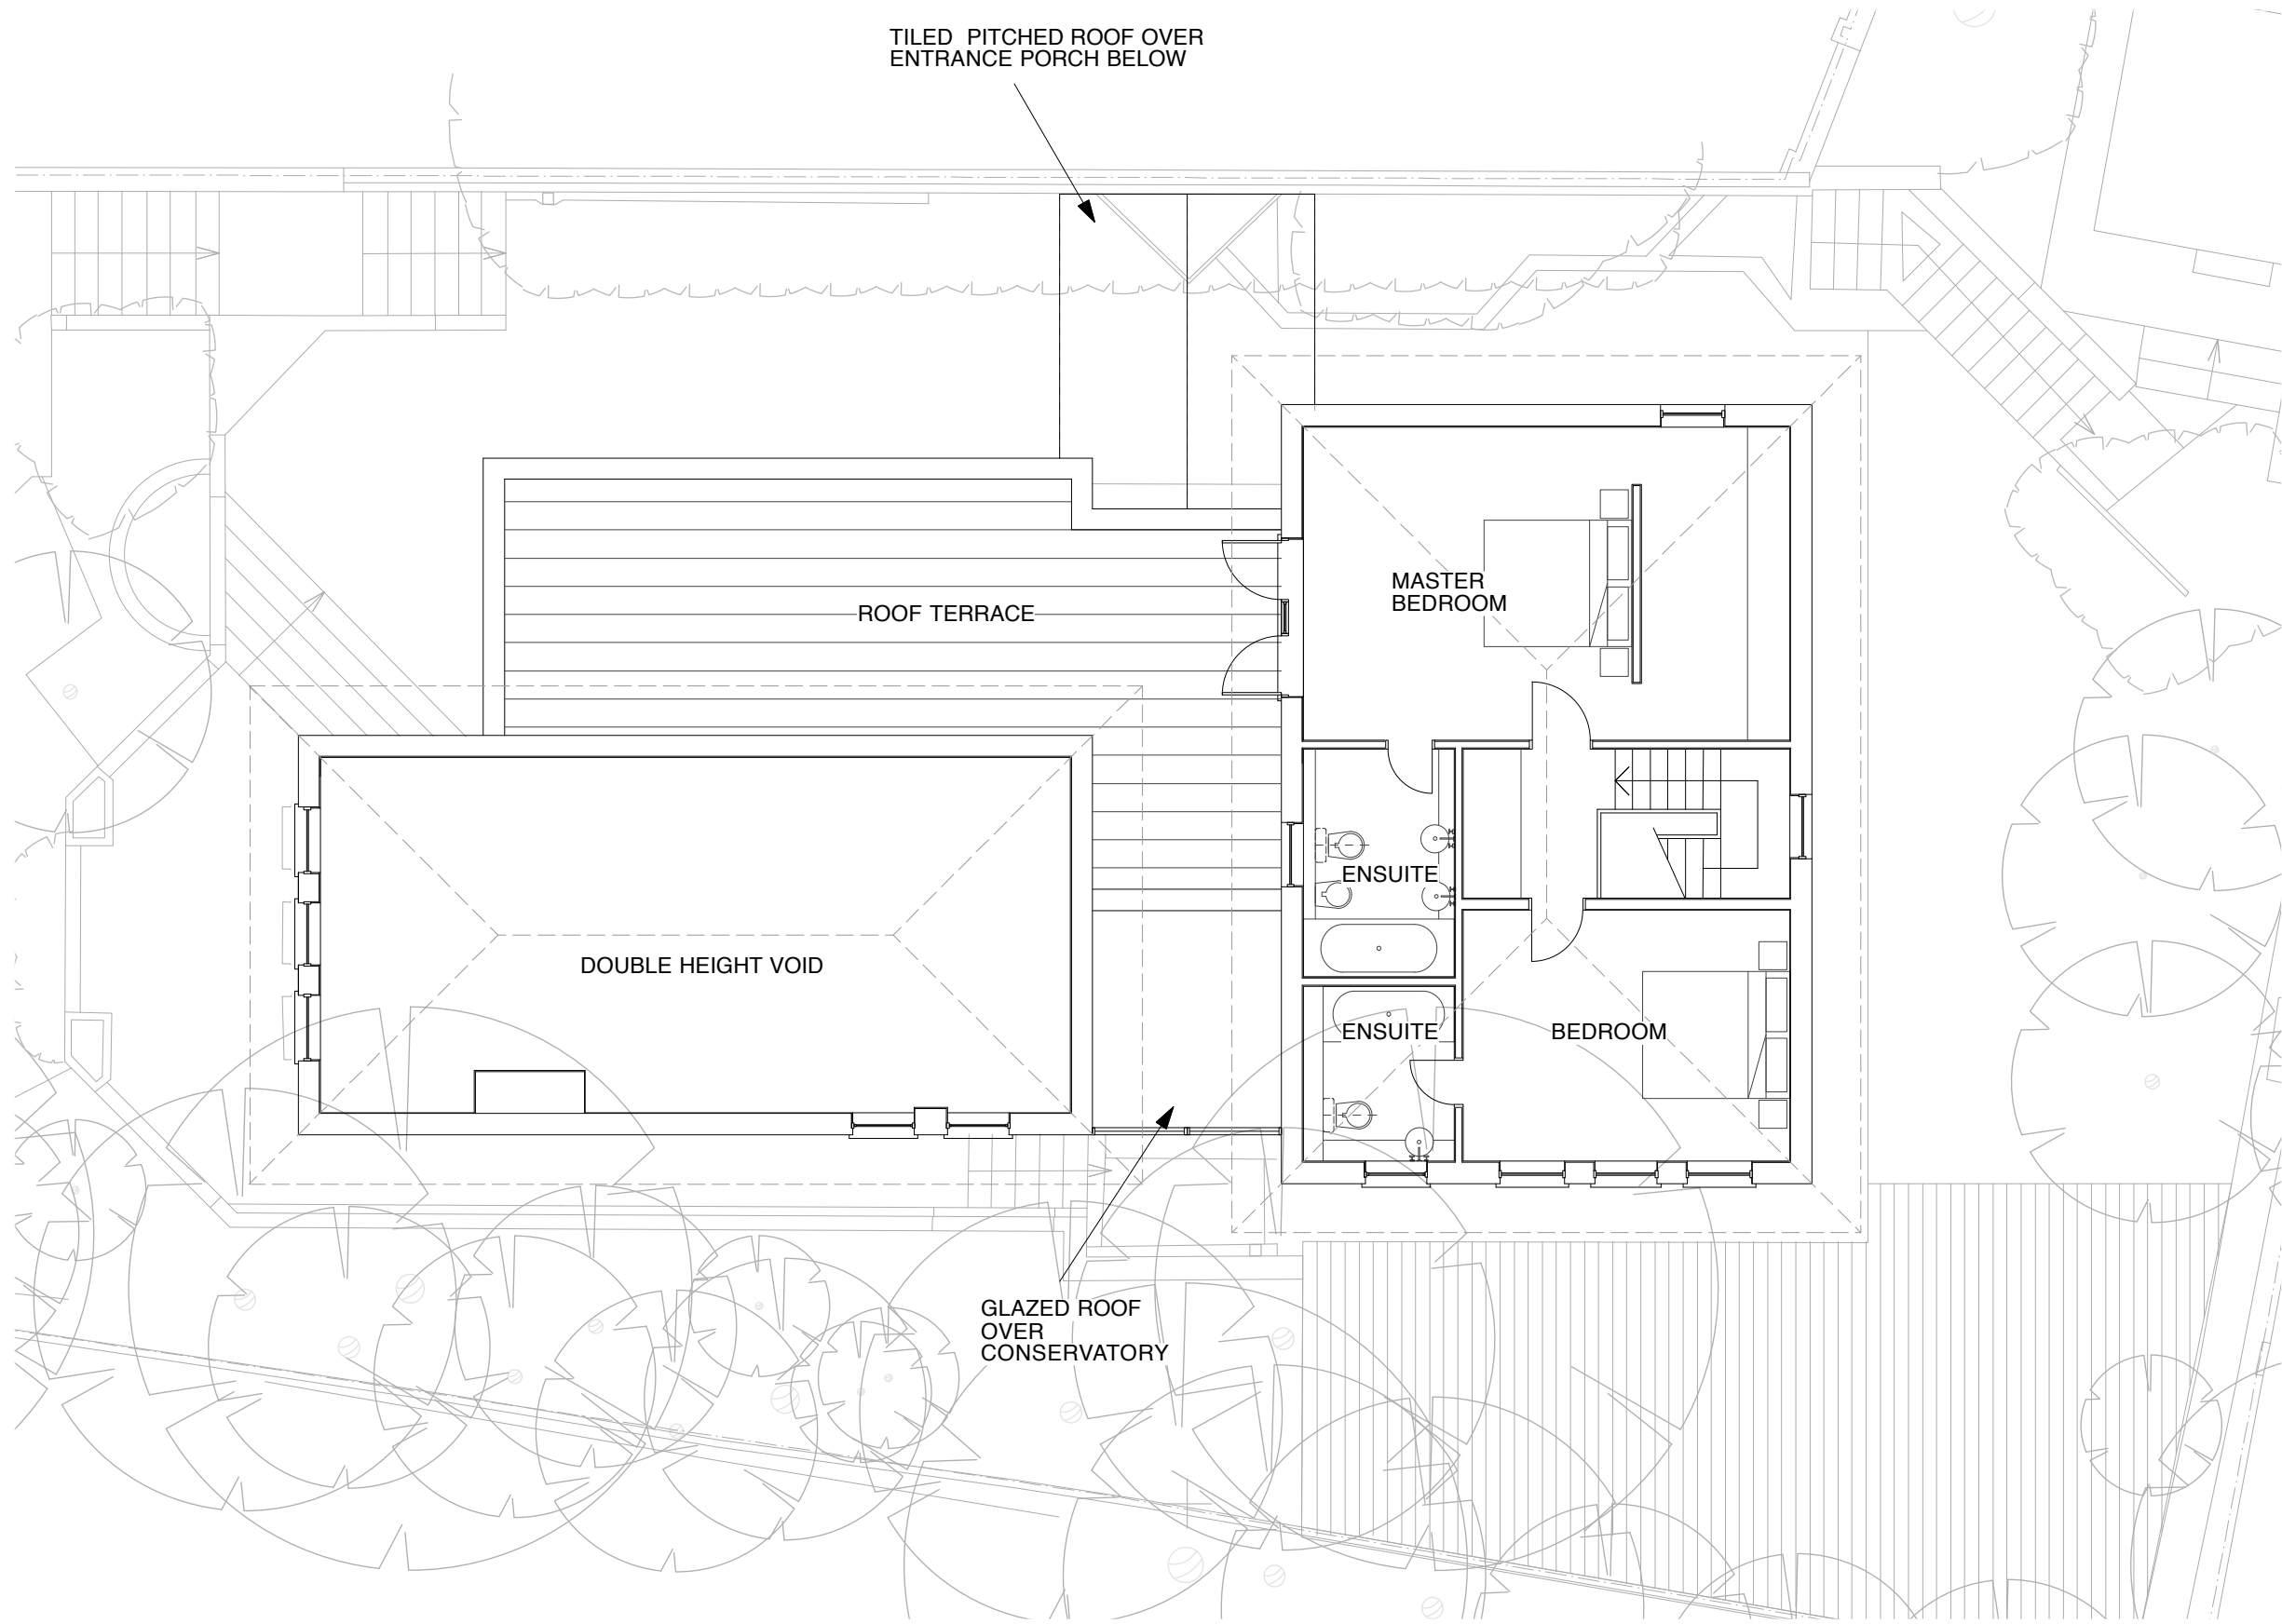 TILED PITCHED ROOF OVER
ENTRANCE PORCH BELOW
MASTER
BEDROOM
ROOF TERRACE
ENSUITE
DOUBLE HEIGHT VOID
ENSUITE
BEDROOM
GLAZED ROOF
OVER
CONSERVATORY